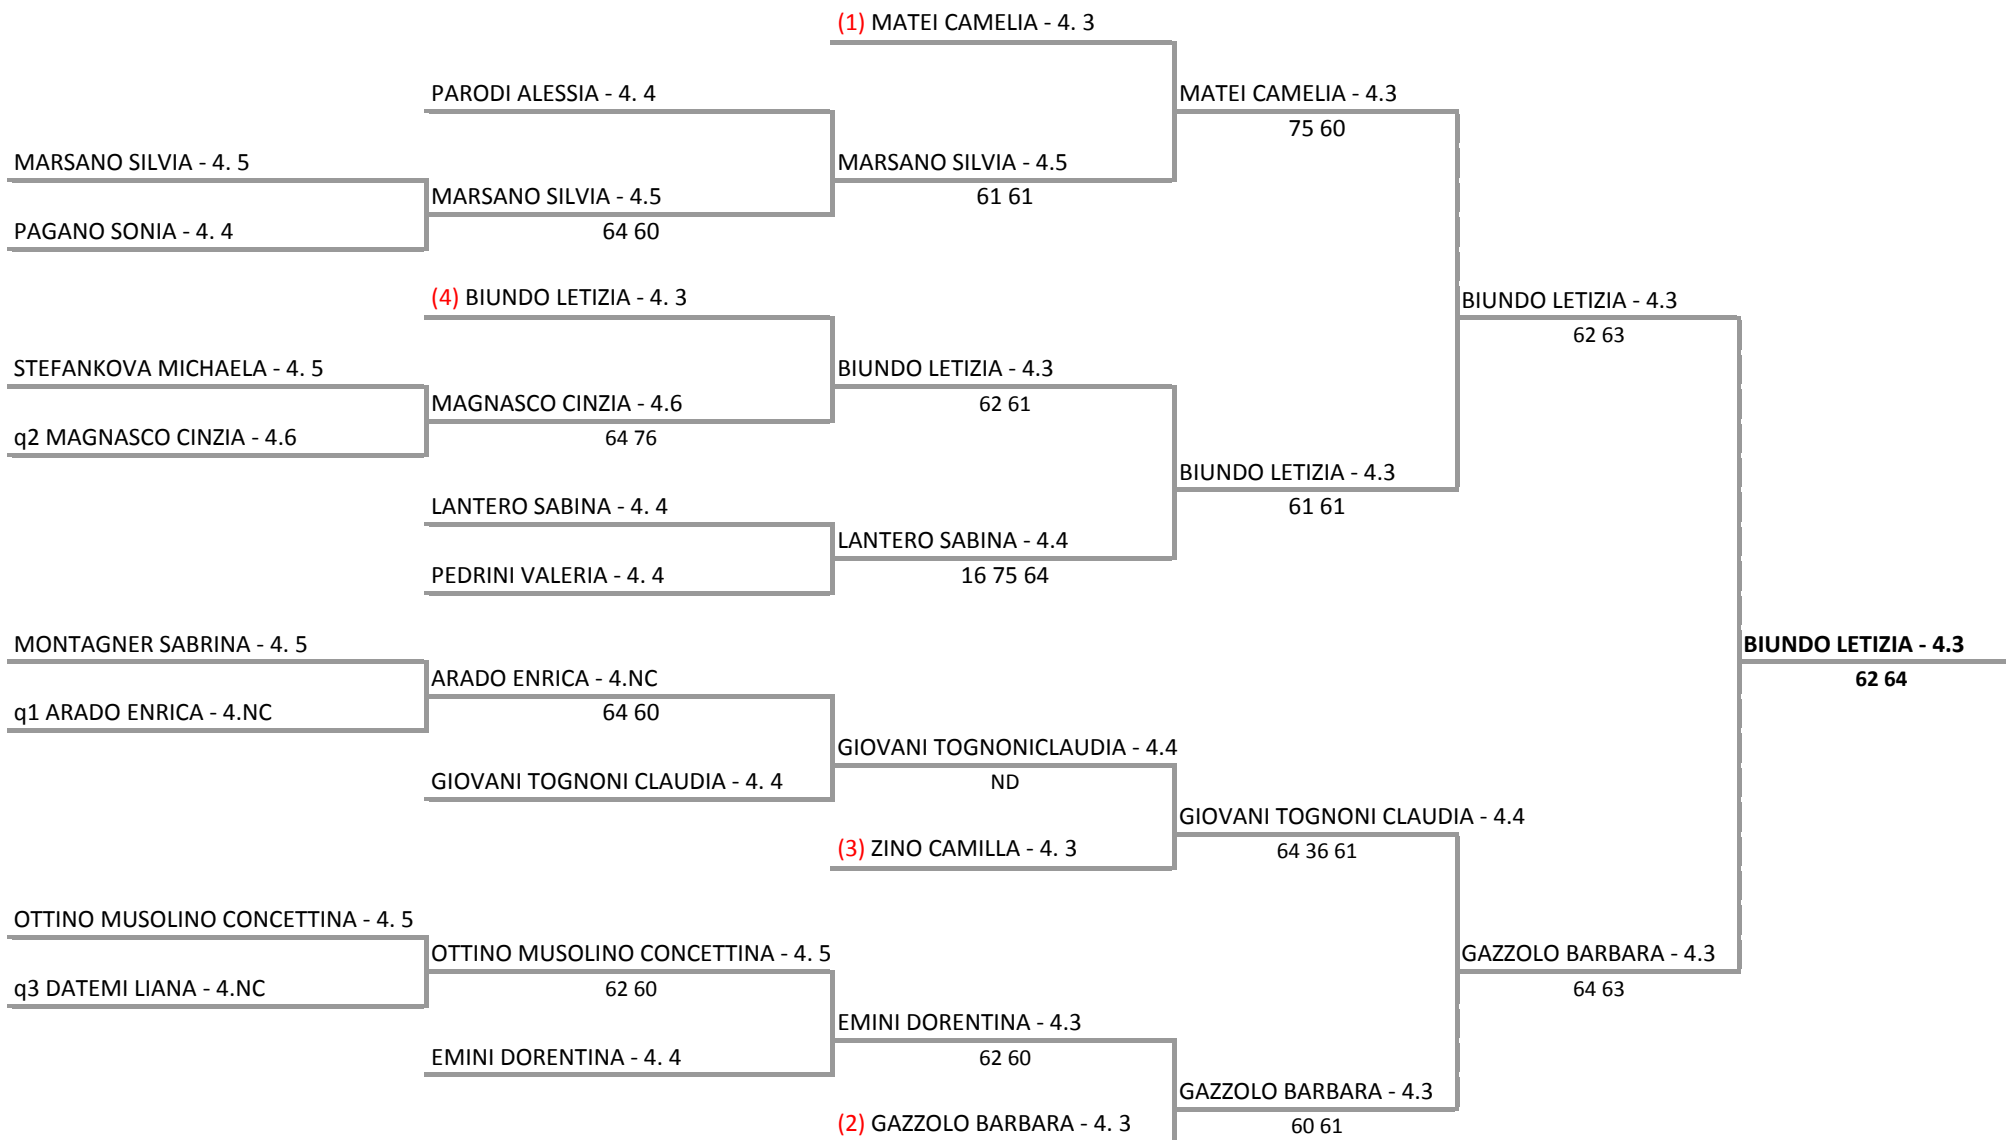 (1) MATEI CAMELIA - 4. 3
PARODI ALESSIA - 4. 4
MATEI CAMELIA - 4.3
75 60
MARSANO SILVIA - 4. 5
MARSANO SILVIA - 4.5
MARSANO SILVIA - 4.5
61 61
PAGANO SONIA - 4. 4
64 60
(4) BIUNDO LETIZIA - 4. 3
BIUNDO LETIZIA - 4.3
62 63
STEFANKOVA MICHAELA - 4. 5
BIUNDO LETIZIA - 4.3
MAGNASCO CINZIA - 4.6
62 61
q2 MAGNASCO CINZIA - 4.6
64 76
BIUNDO LETIZIA - 4.3
LANTERO SABINA - 4. 4
61 61
LANTERO SABINA - 4.4
PEDRINI VALERIA - 4. 4
16 75 64
MONTAGNER SABRINA - 4. 5
BIUNDO LETIZIA - 4.3
ARADO ENRICA - 4.NC
62 64
q1 ARADO ENRICA - 4.NC
64 60
GIOVANI TOGNONICLAUDIA - 4.4
GIOVANI TOGNONI CLAUDIA - 4. 4
ND
GIOVANI TOGNONI CLAUDIA - 4.4
(3) ZINO CAMILLA - 4. 3
64 36 61
OTTINO MUSOLINO CONCETTINA - 4. 5
OTTINO MUSOLINO CONCETTINA - 4. 5
GAZZOLO BARBARA - 4.3
q3 DATEMI LIANA - 4.NC
62 60
64 63
EMINI DORENTINA - 4.3
EMINI DORENTINA - 4. 4
62 60
GAZZOLO BARBARA - 4.3
(2) GAZZOLO BARBARA - 4. 3
60 61